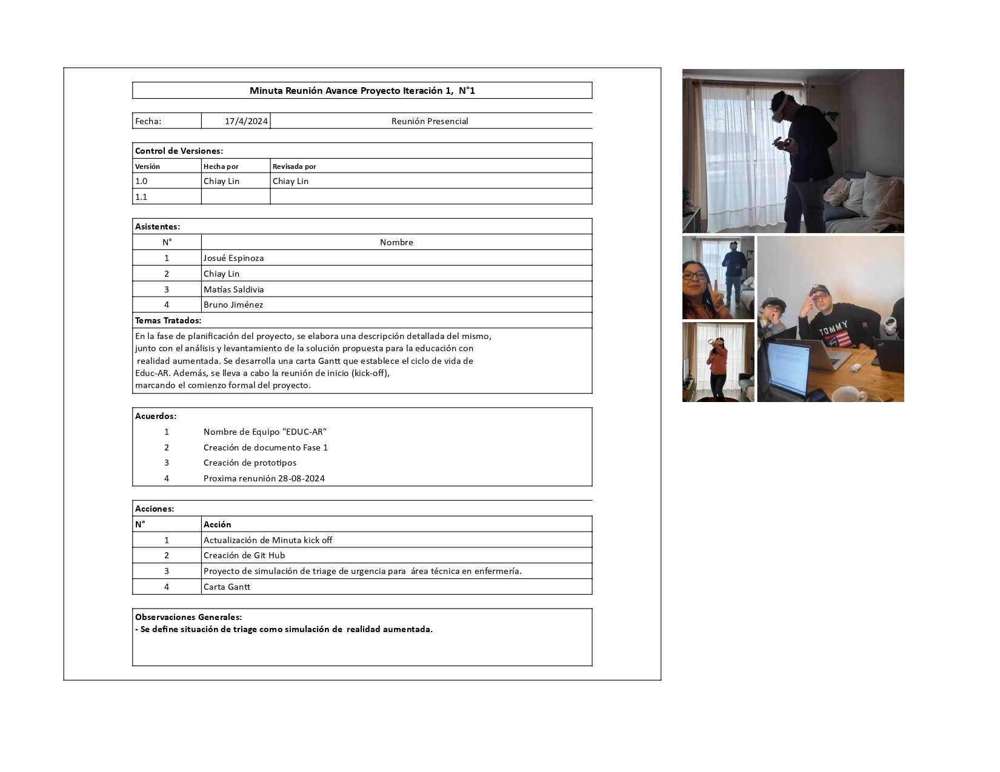 Minuta Reunión Avance Proyecto Iteración 1,  N°1
Fecha: 17/4/2024 Reunión Presencial
Control de Versiones:
Versión Hecha por Revisada por
1.0 Chiay Lin Chiay Lin
1.1
Asistentes:
N° Nombre
1 Josué Espinoza
2 Chiay Lin
3 Matías Saldivia
4 Bruno Jiménez
Temas Tratados:
En la fase de planificación del proyecto, se elabora una descripción detallada del mismo,
junto con el análisis y levantamiento de la solución propuesta para la educación con
realidad aumentada. Se desarrolla una carta Gantt que establece el ciclo de vida de
Educ-AR. Además, se lleva a cabo la reunión de inicio (kick-off),
marcando el comienzo formal del proyecto.
Acuerdos:
1 Nombre de Equipo "EDUC-AR"
2 Creación de documento Fase 1
3 Creación de prototipos
4 Proxima renunión 28-08-2024
Acciones:
N° Acción
1 Actualización de Minuta kick off
2 Creación de Git Hub
3 Proyecto de simulación de triage de urgencia para  área técnica en enfermería.
4 Carta Gantt
Observaciones Generales:
- Se define situación de triage como simulación de  realidad aumentada.
TOMMY